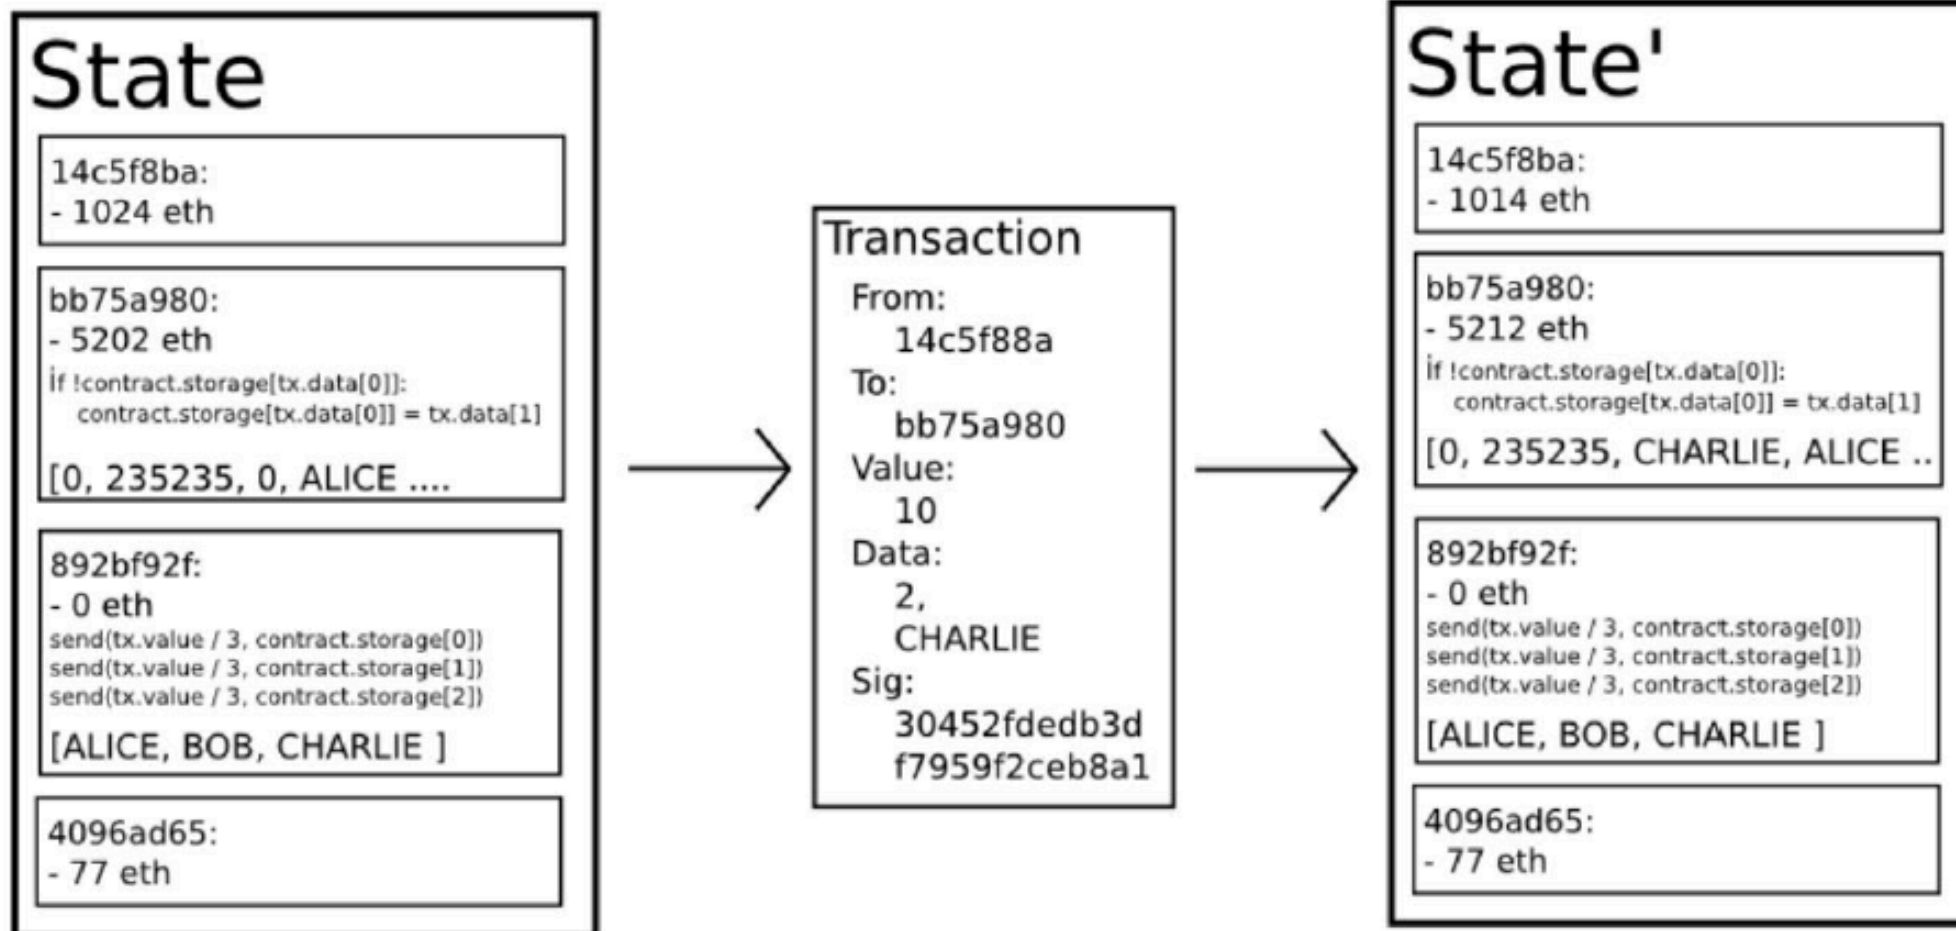 State
14c5f8ba:
- 1024 eth
bb75a980:
- 5202 eth
if !contract.storage[tx.data[0]]:
contract.storage[tx.data[0]] = tx.data[1]
[0, 235235, 0, ALICE ....
892bf92f:
- 0 eth
send(tx.value / 3, contract.storage[0])
send(tx.value / 3, contract.storage[1])
send(tx.value / 3, contract.storage[2])
[ALICE, BOB, CHARLIE ]
4096ad65:
- 77 eth
Transaction
From:
14c5f88a
To:
bb75a980
Value:
10
Data:
2,
CHARLIE
Sig:
30452fdedb3d
f7959f2ceb8a1
State'
14c5f8ba:
- 1014 eth
bb75a980:
- 5212 eth
if !contract.storage[tx.data[0]]:
contract.storage[tx.data[0]] = tx.data[1]
[0, 235235, CHARLIE, ALICE ..
892bf92f:
- 0 eth
send(tx.value / 3, contract.storage[0])
send(tx.value / 3, contract.storage[1])
send(tx.value / 3, contract.storage[2])
[ALICE, BOB, CHARLIE ]
4096ad65:
- 77 eth